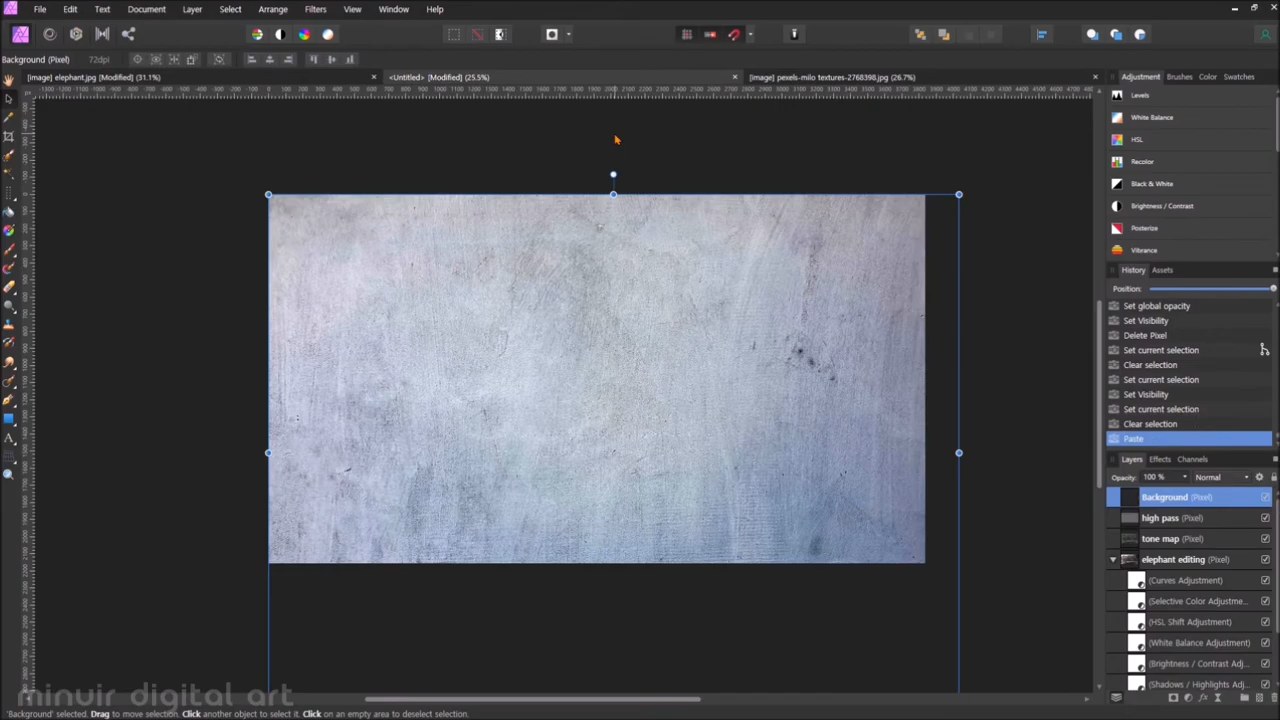 File Edit Text Document Layer Select Arrange Filters View Window Help
Background (Pixel) 72dpi
[Image] elephant.jpg [Modified] (31.1%)
<Untitled> [Modified] (25.5%)
[Image] pexels-milo textures-2768398.jpg (26.7%)
Adjustment Brushes Color Swatches
Levels
White Balance
HSL
Recolor
Black & White
Brightness / Contrast
Posterize
Vibrance
History Assets
Position:
Set global opacity
Set Visibility
Delete Pixel
Set current selection
Clear selection
Set current selection
Set Visibility
Set current selection
Clear selection
Paste
Layers Effects Channels
Opacity: 100 % Normal
Background (Pixel)
high pass (Pixel)
tone map (Pixel)
elephant editing (Pixel)
(Curves Adjustment)
(Selective Color Adjustme...
(HSL Shift Adjustment)
(White Balance Adjustment)
(Brightness / Contrast Adj...
(Shadows / Highlights Adj...
minuir digital art
'Background' selected. Drag to move selection. Click another object to select it. Click on an empty area to deselect selection.